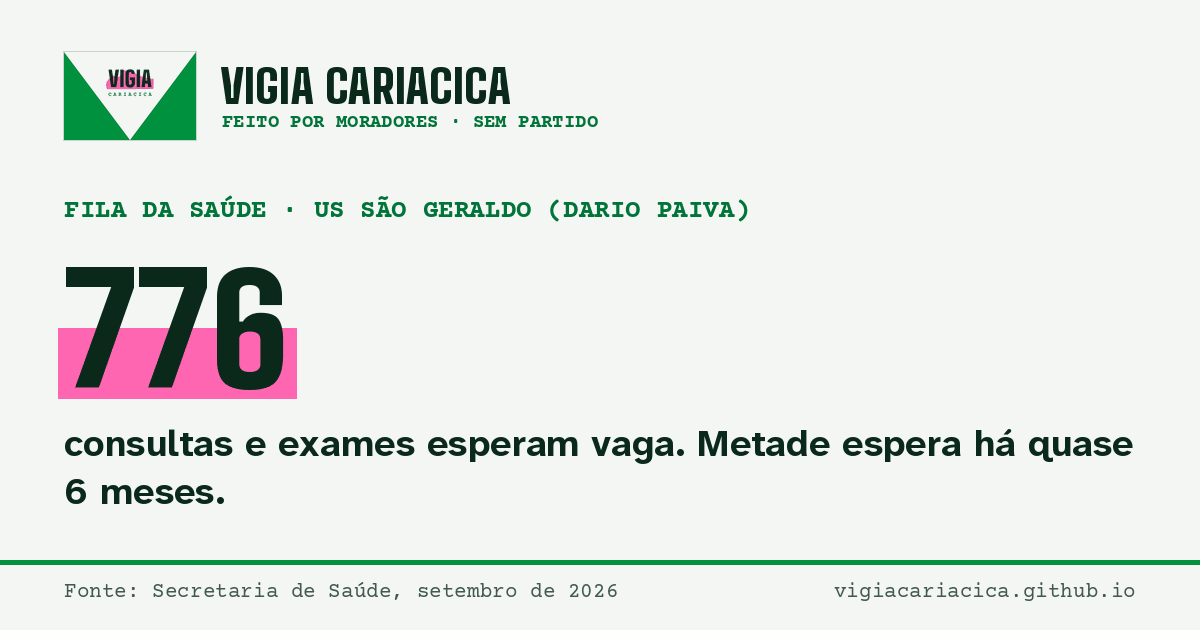 VIGIA
CARIACICA
VIGIA CARIACICA
FEITO POR MORADORES · SEM PARTIDO
FILA DA SAÚDE · US SÃO GERALDO (DARIO PAIVA)
776
consultas e exames esperam vaga. Metade espera há quase
6 meses.
Fonte: Secretaria de Saúde, setembro de 2026
vigiacariacica.github.io